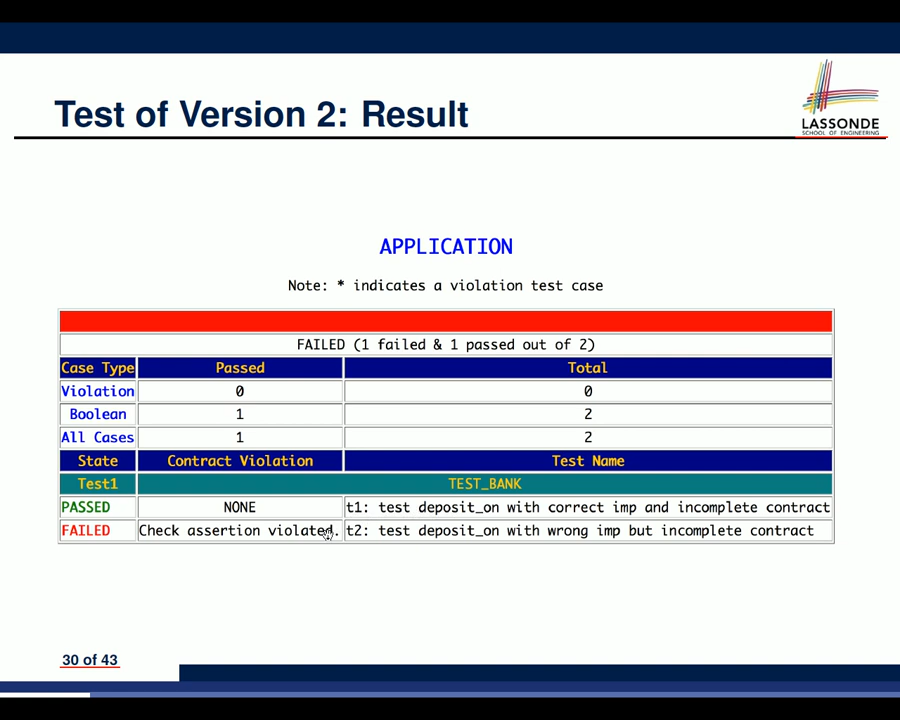 Test of Version 2: Result
LASSONDE
SCHOOL OF ENGINEERING
APPLICATION
Note: * indicates a violation test case
FAILED (1 failed & 1 passed out of 2)
Case Type Passed Total
Violation 0 0
Boolean 1 2
All Cases 1 2
State Contract Violation Test Name
Test1 TEST_BANK
PASSED NONE t1: test deposit_on with correct imp and incomplete contract
FAILED Check assertion violated. t2: test deposit_on with wrong imp but incomplete contract
30 of 43